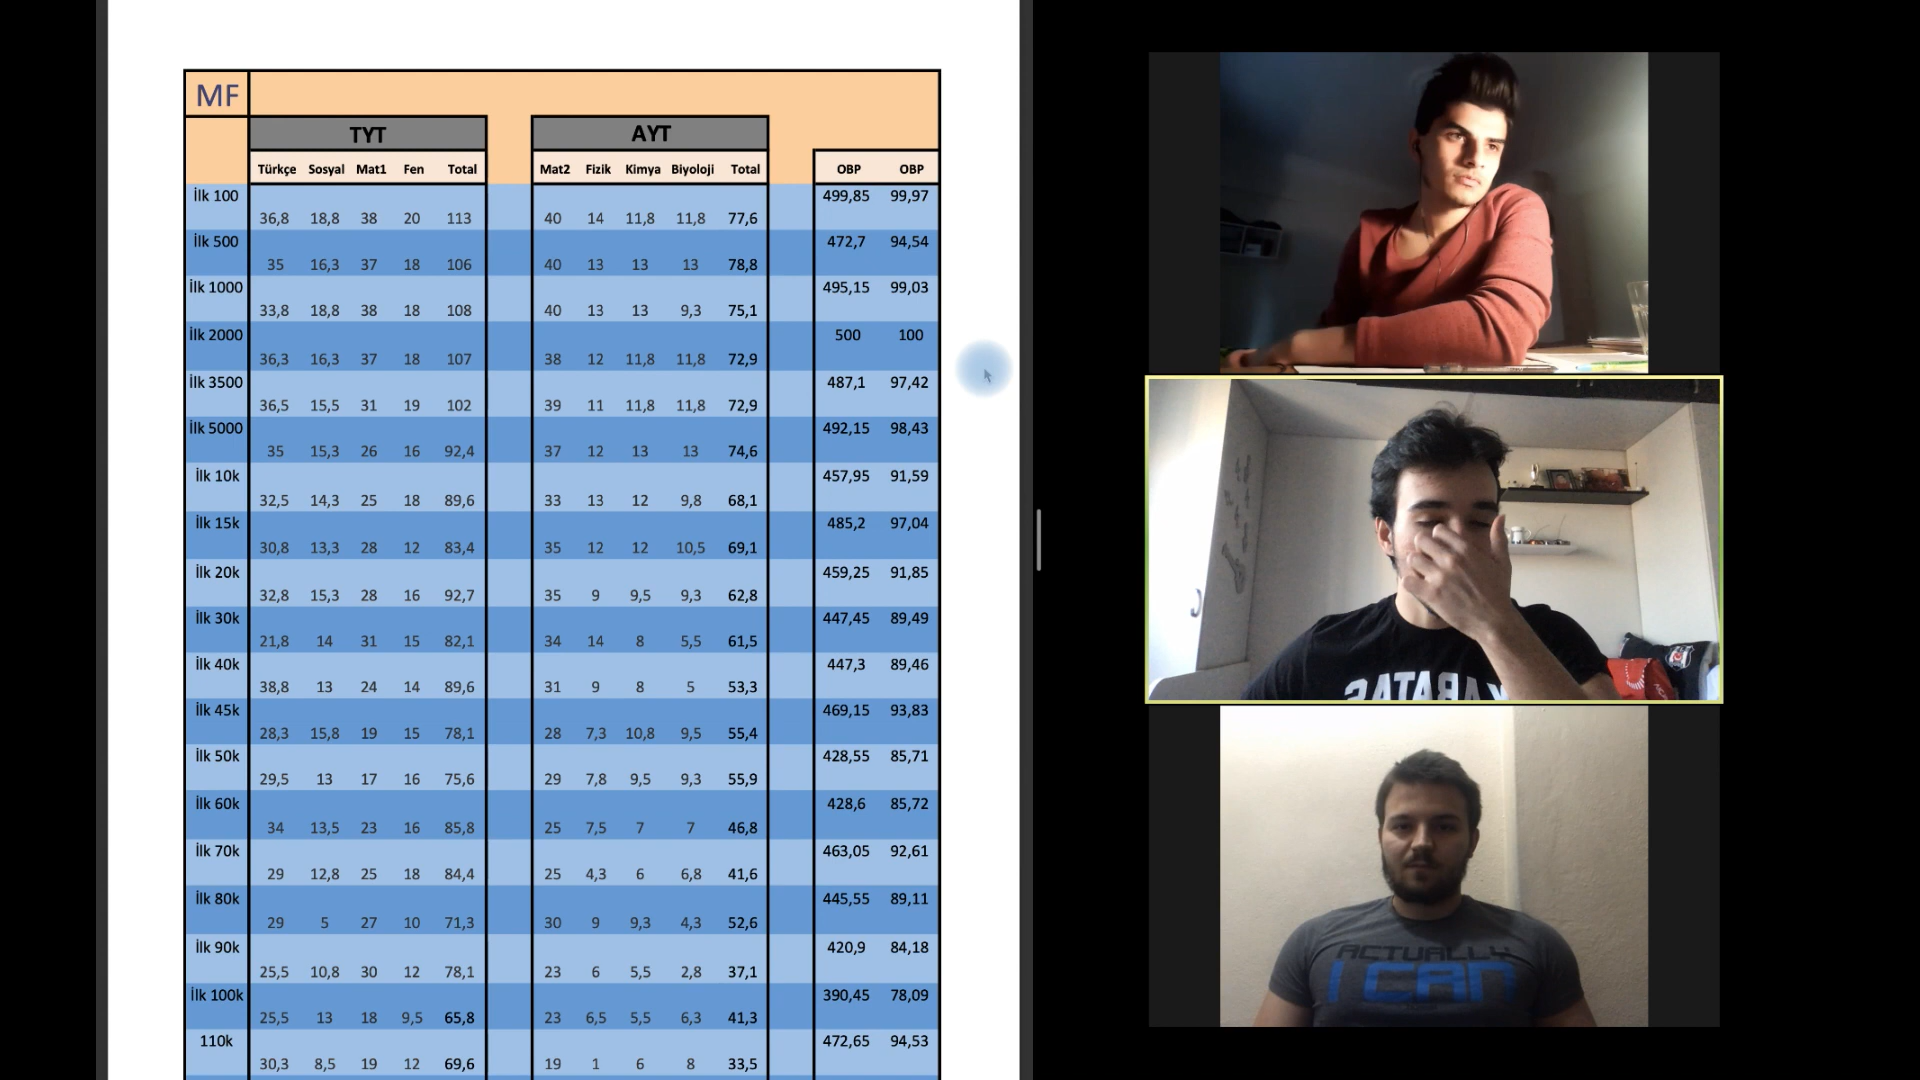 MF
TYT AYT
Türkçe Sosyal Mat1 Fen Total Mat2 Fizik Kimya Biyoloji Total OBP OBP
İlk 100 499,85 99,97
36,8 18,8 38 20 113 40 14 11,8 11,8 77,6
İlk 500 472,7 94,54
35 16,3 37 18 106 40 13 13 13 78,8
İlk 1000 495,15 99,03
33,8 18,8 38 18 108 40 13 13 9,3 75,1
İlk 2000 500 100
36,3 16,3 37 18 107 38 12 11,8 11,8 72,9
İlk 3500 487,1 97,42
36,5 15,5 31 19 102 39 11 11,8 11,8 72,9
İlk 5000 492,15 98,43
35 15,3 26 16 92,4 37 12 13 13 74,6
İlk 10k 457,95 91,59
32,5 14,3 25 18 89,6 33 13 12 9,8 68,1
İlk 15k 485,2 97,04
30,8 13,3 28 12 83,4 35 12 12 10,5 69,1
İlk 20k 459,25 91,85
32,8 15,3 28 16 92,7 35 9 9,5 9,3 62,8
İlk 30k 447,45 89,49
21,8 14 31 15 82,1 34 14 8 5,5 61,5
İlk 40k 447,3 89,46
38,8 13 24 14 89,6 31 9 8 5 53,3
İlk 45k 469,15 93,83
28,3 15,8 19 15 78,1 28 7,3 10,8 9,5 55,4
İlk 50k 428,55 85,71
29,5 13 17 16 75,6 29 7,8 9,5 9,3 55,9
İlk 60k 428,6 85,72
34 13,5 23 16 85,8 25 7,5 7 7 46,8
İlk 70k 463,05 92,61
29 12,8 25 18 84,4 25 4,3 6 6,8 41,6
İlk 80k 445,55 89,11
29 5 27 10 71,3 30 9 9,3 4,3 52,6
İlk 90k 420,9 84,18
25,5 10,8 30 12 78,1 23 6 5,5 2,8 37,1
İlk 100k 390,45 78,09
25,5 13 18 9,5 65,8 23 6,5 5,5 6,3 41,3
110k 472,65 94,53
30,3 8,5 19 12 69,6 19 1 6 8 33,5
ACTUALLY
I CAN